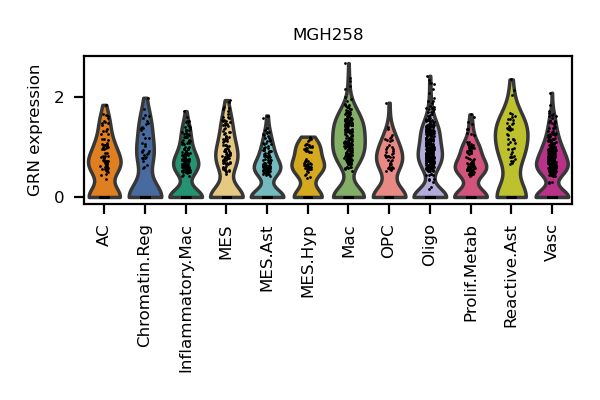 MGH258
GRN expression
2
0
AC
Chromatin.Reg
Inflammatory.Mac
MES
MES.Ast
MES.Hyp
Mac
OPC
Oligo
Prolif.Metab
Reactive.Ast
Vasc